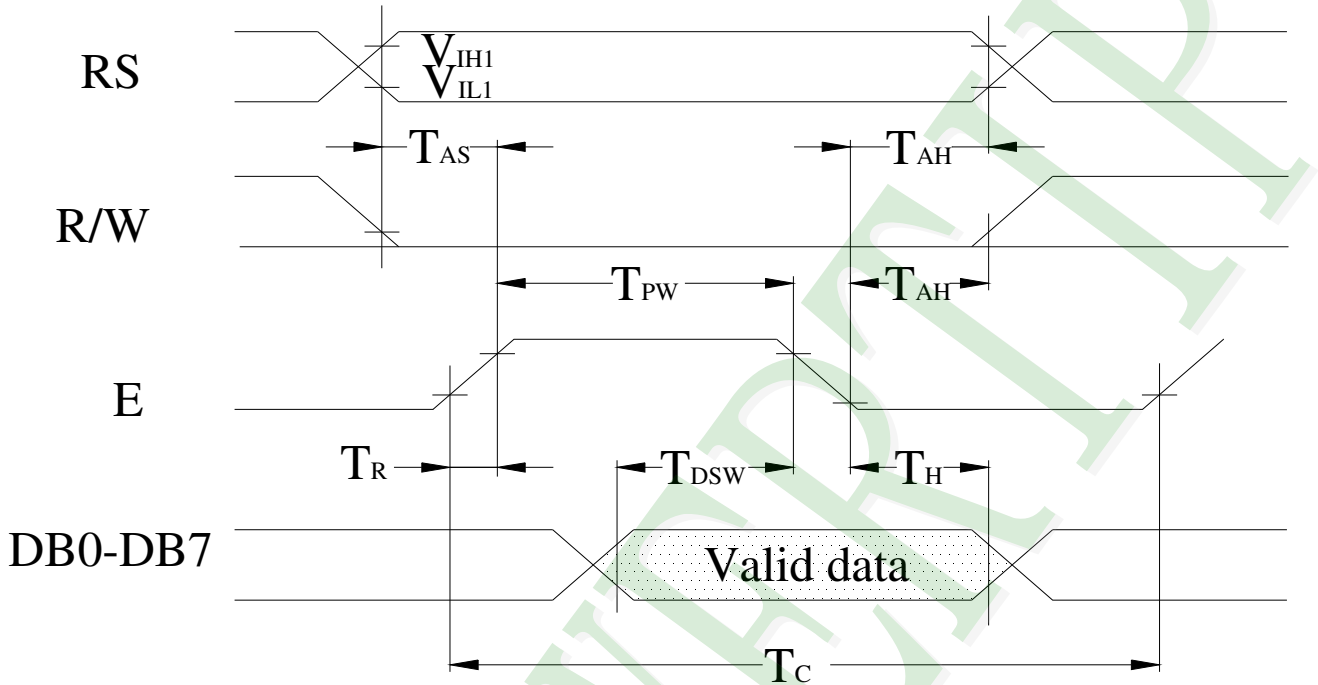 RS
VIH1
VIL1
TAS
TAH
R/W
TPW
TAH
E
TR
TDSW
TH
DB0-DB7
Valid data
TC